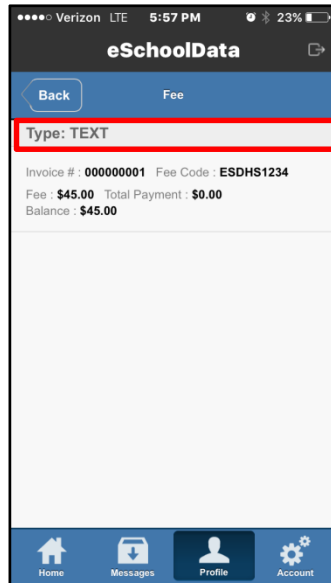 Verizon LTE 5:57 PM 23%
eSchoolData
Back Fee
Type: TEXT
Invoice # : 000000001 Fee Code : ESDHS1234
Fee : $45.00 Total Payment : $0.00
Balance : $45.00
Home Messages Profile Account